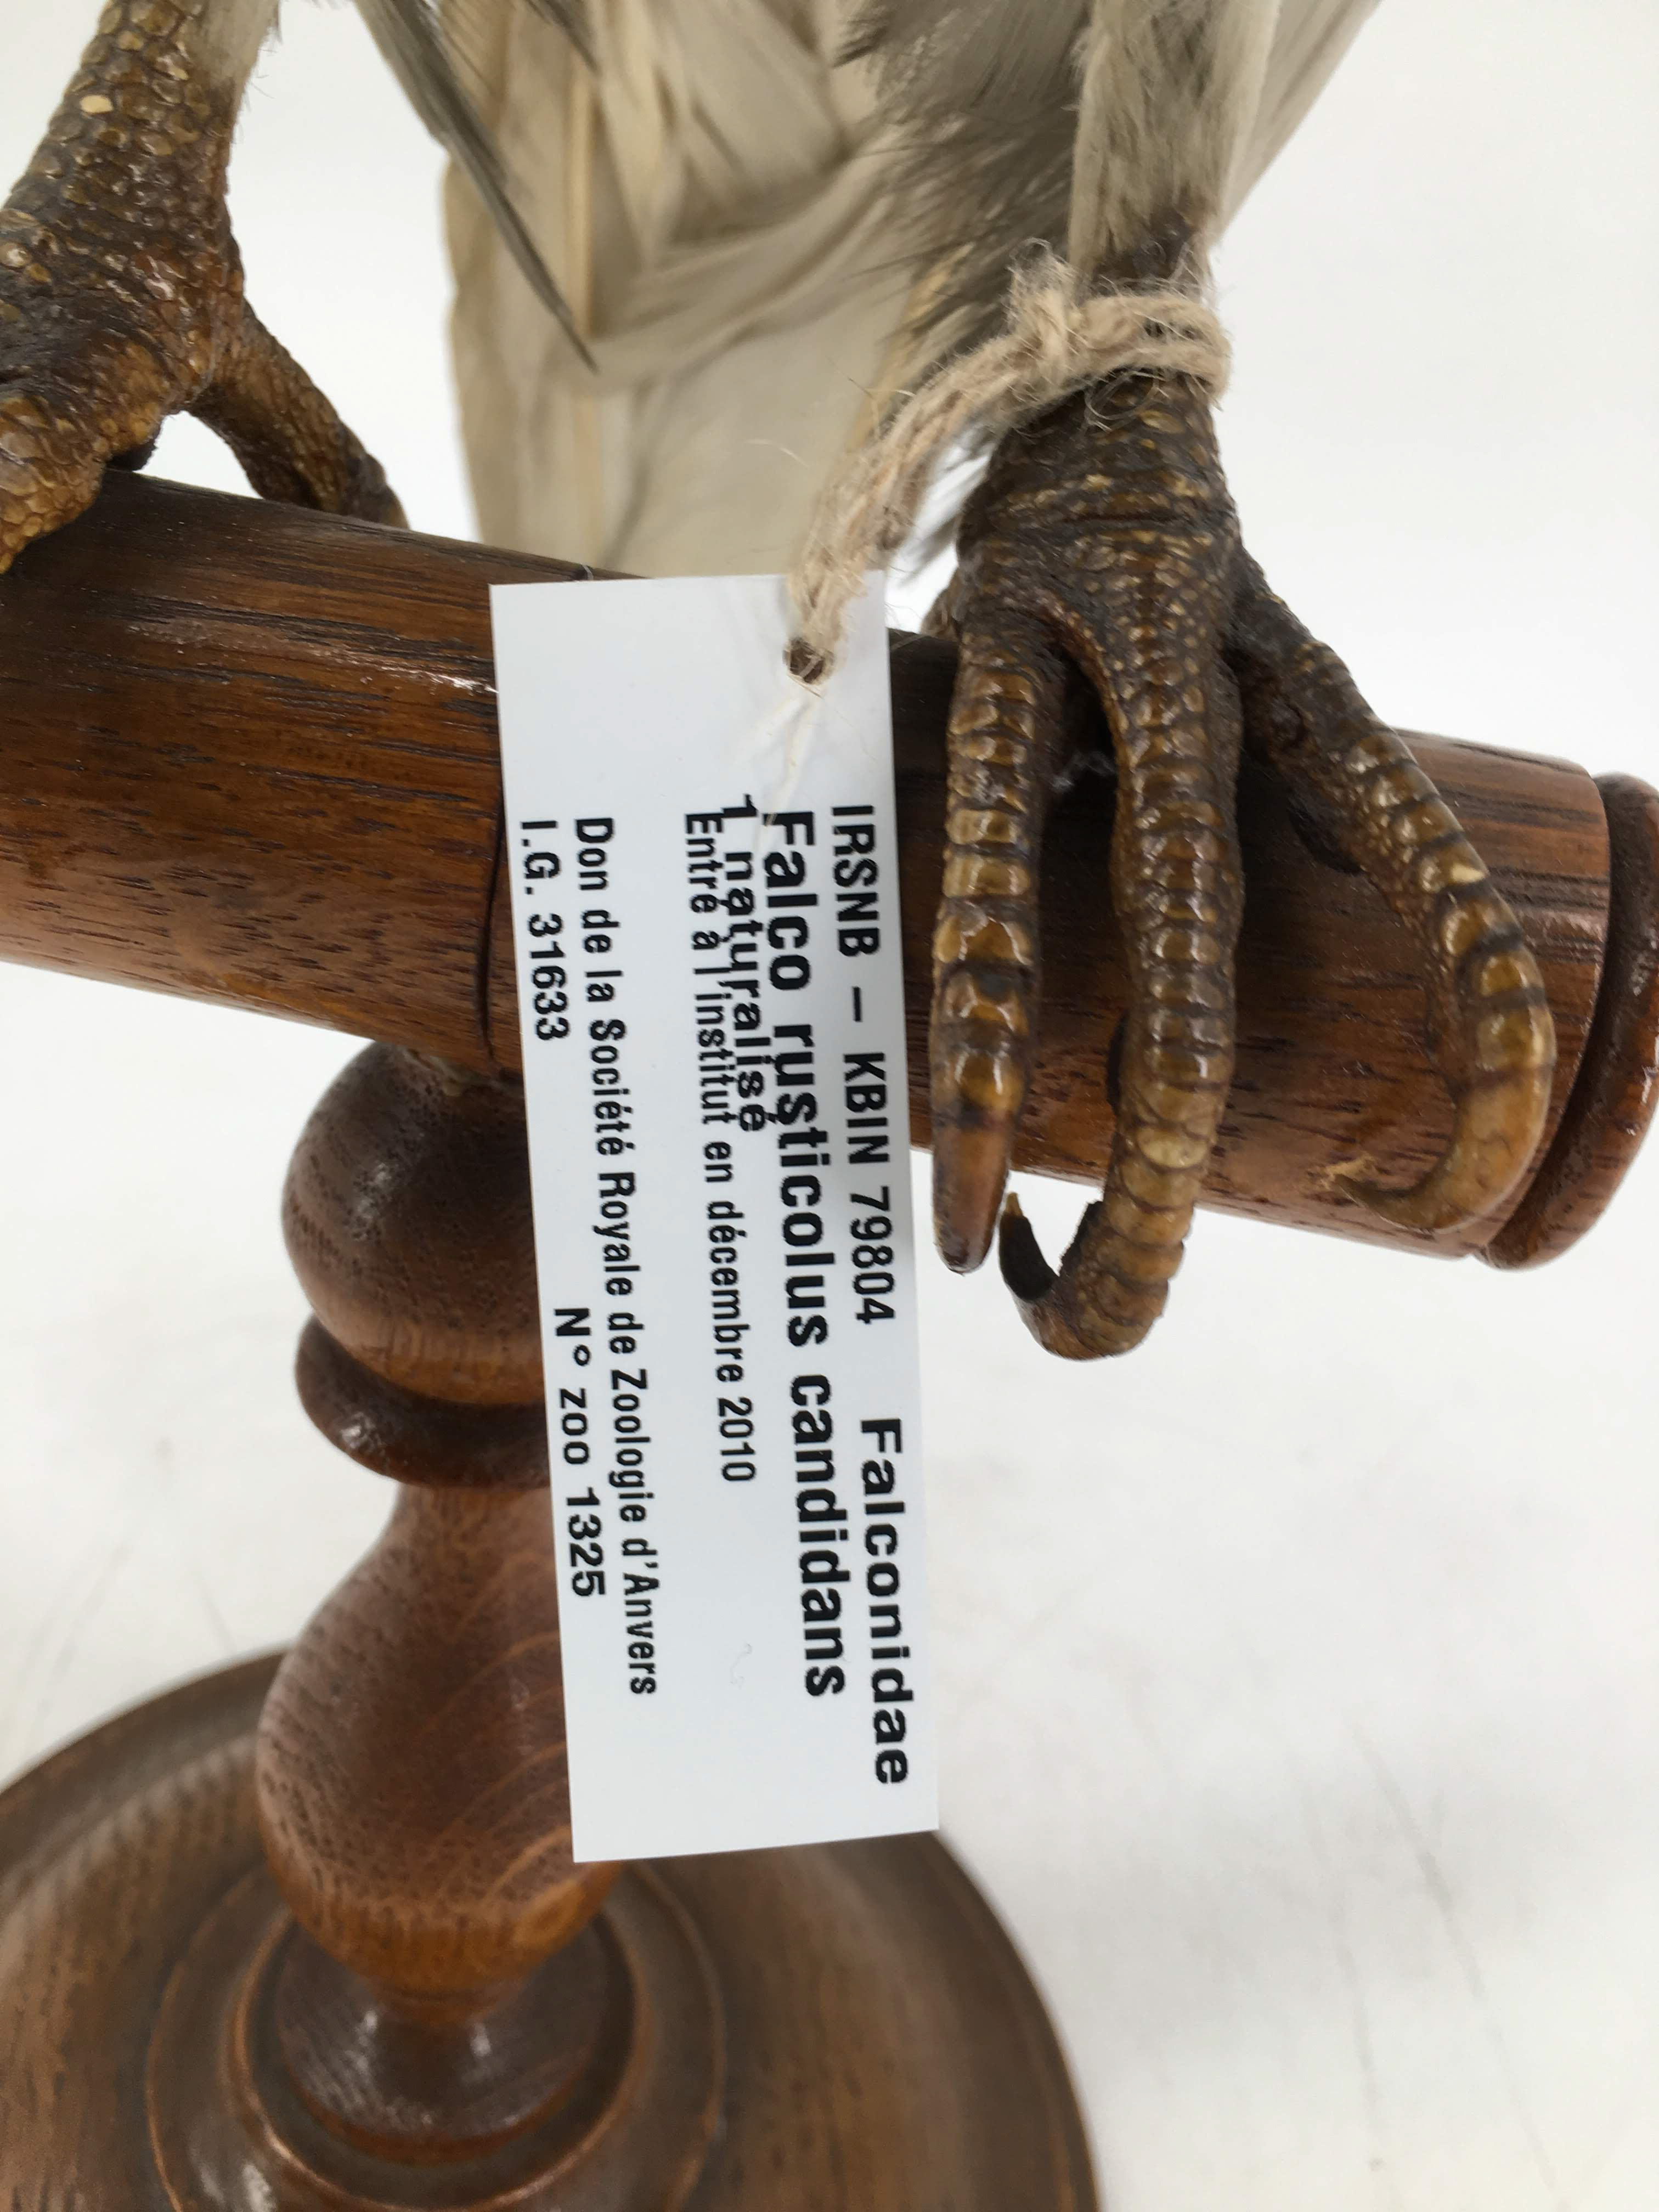 IRSNB – KBIN 79804 Falconidae
Falco rusticolus candidans
1 naturalisé
Entré à l'institut en décembre 2010
Don de la Société Royale de Zoologie d'Anvers
I.G. 31633 N° zoo 1325